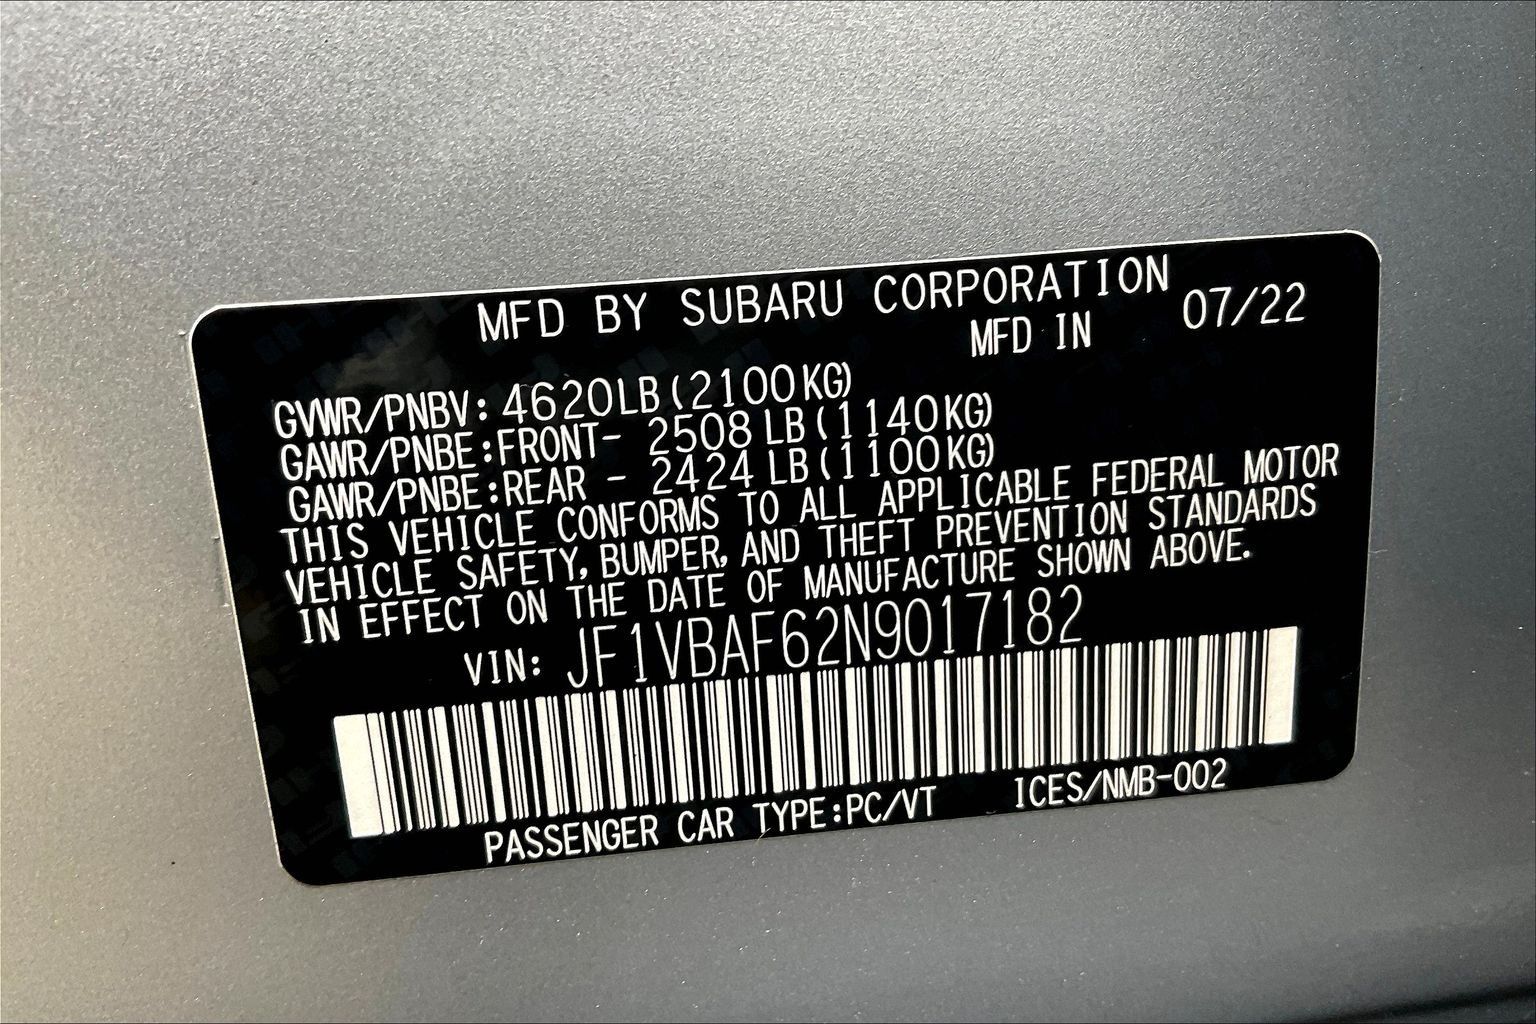 MFD BY SUBARU CORPORATION
MFD IN 07/22
GVWR/PNBV: 4620LB (2100KG)
GAWR/PNBE:FRONT- 2508 LB (1140KG)
GAWR/PNBE:REAR - 2424 LB (1100KG)
THIS VEHICLE CONFORMS TO ALL APPLICABLE FEDERAL MOTOR
VEHICLE SAFETY, BUMPER, AND THEFT PREVENTION STANDARDS
IN EFFECT ON THE DATE OF MANUFACTURE SHOWN ABOVE.
VIN: JF1VBAF62N9017182
PASSENGER CAR TYPE:PC/VT ICES/NMB-002